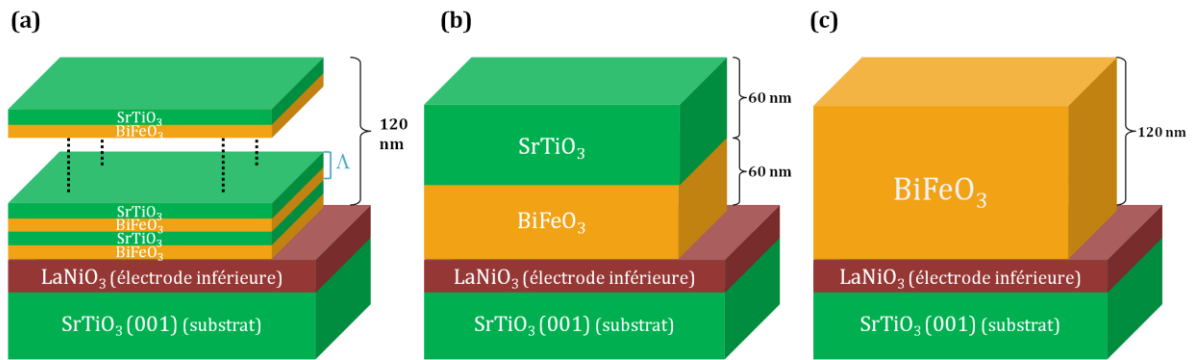 (a)
SrTiO₃
BiFeO₃
120 nm
Λ
SrTiO₃
BiFeO₃
SrTiO₃
BiFeO₃
LaNiO₃ (électrode inférieure)
SrTiO₃ (001) (substrat)
(b)
60 nm
SrTiO₃
60 nm
BiFeO₃
LaNiO₃ (électrode inférieure)
SrTiO₃ (001) (substrat)
(c)
120 nm
BiFeO₃
LaNiO₃ (électrode inférieure)
SrTiO₃ (001) (substrat)